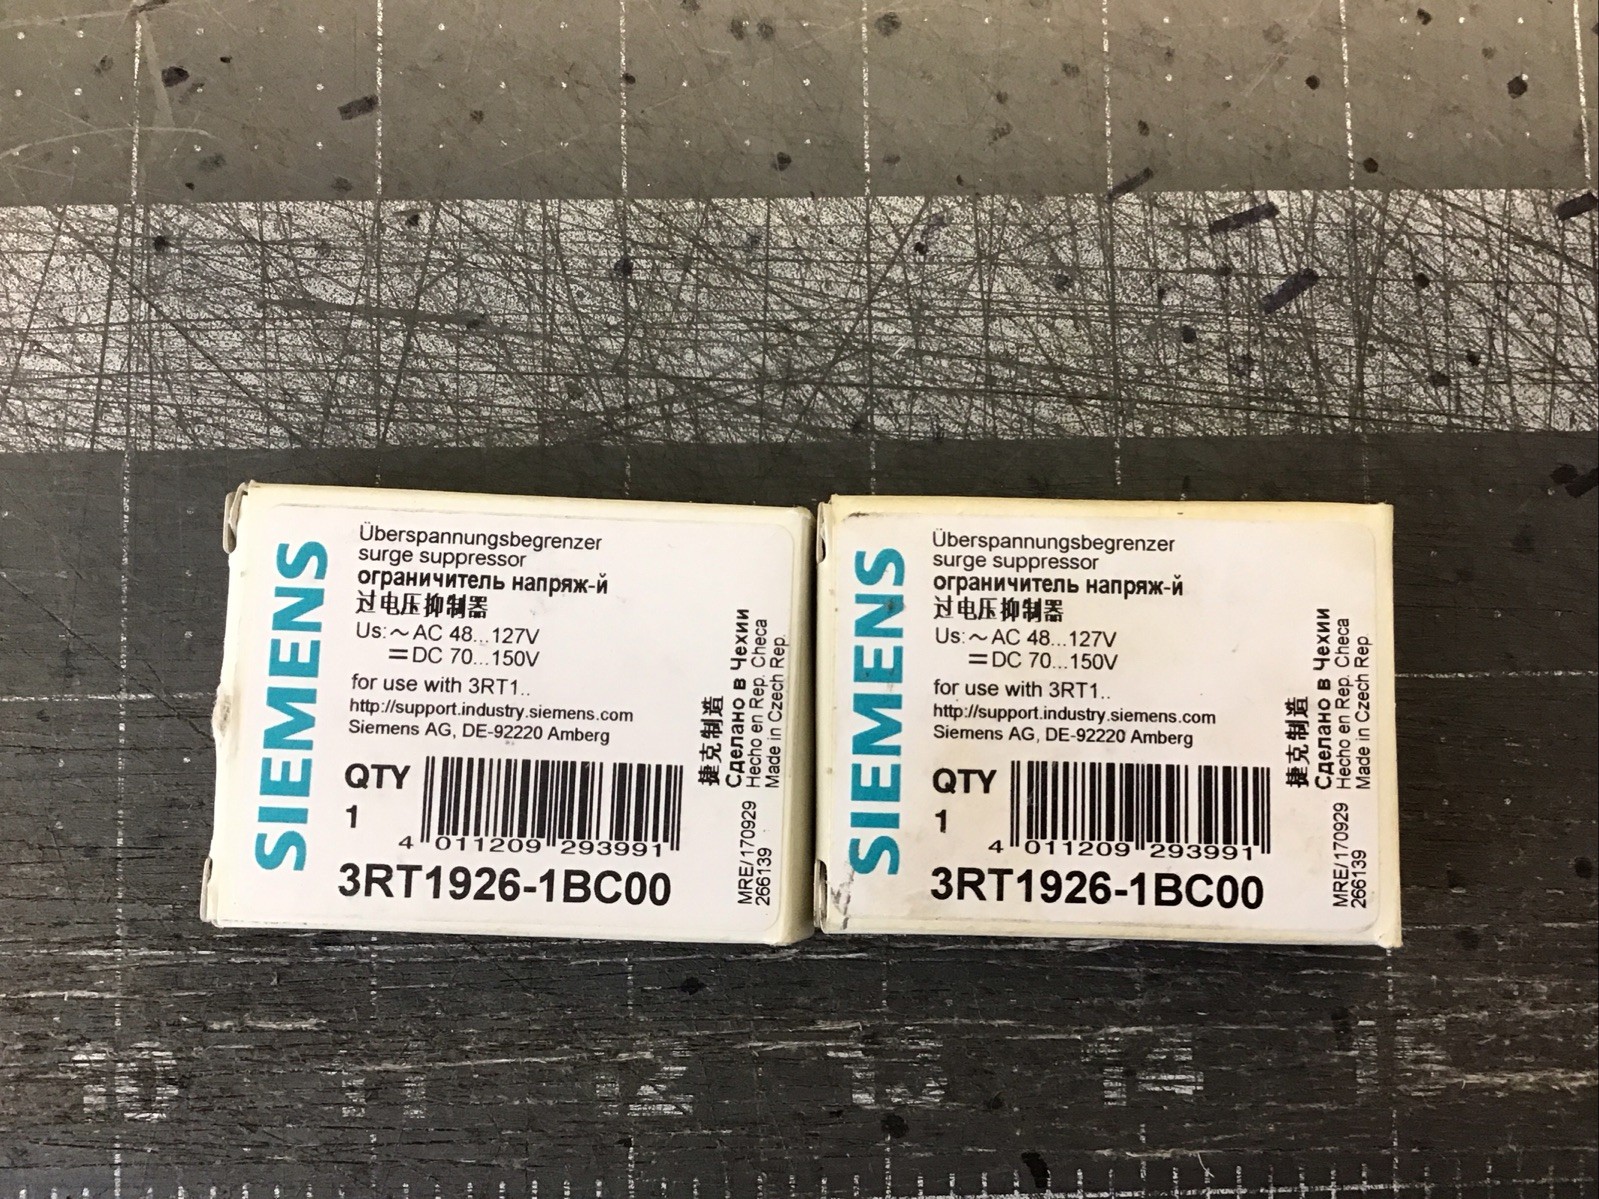 SIEMENS
Überspannungsbegrenzer
surge suppressor
ограничитель напряж-й
过电压抑制器
Us:~AC 48...127V
=DC 70...150V
for use with 3RT1..
http://support.industry.siemens.com
Siemens AG, DE-92220 Amberg
QTY
1
4 011209 293991
3RT1926-1BC00
捷克制造
Сделано в Чехии
Hecho en Rep. Checa
Made in Czech Rep.
MRE/170929
266139
SIEMENS
Überspannungsbegrenzer
surge suppressor
ограничитель напряж-й
过电压抑制器
Us:~AC 48...127V
=DC 70...150V
for use with 3RT1..
http://support.industry.siemens.com
Siemens AG, DE-92220 Amberg
QTY
1
4 011209 293991
3RT1926-1BC00
捷克制造
Сделано в Чехии
Hecho en Rep. Checa
Made in Czech Rep.
MRE/170929
266139